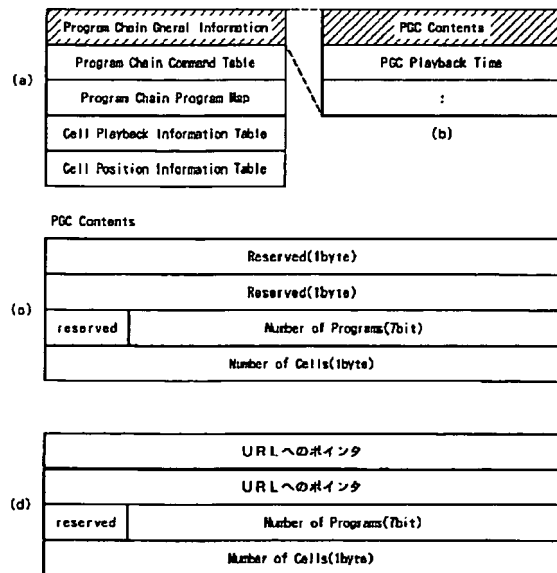 Program Chain Gneral Information
Program Chain Command Table
Program Chain Program Map
Cell Playback Information Table
Cell Position Information Table
(a)
PGC Contents
PGC Playback Time
:
(b)
PGC Contents
(c)
Reserved(1byte)
Reserved(1byte)
reserved Number of Programs(7bit)
Number of Cells(1byte)
(d)
URLへのポインタ
URLへのポインタ
reserved Number of Programs(7bit)
Number of Cells(1byte)